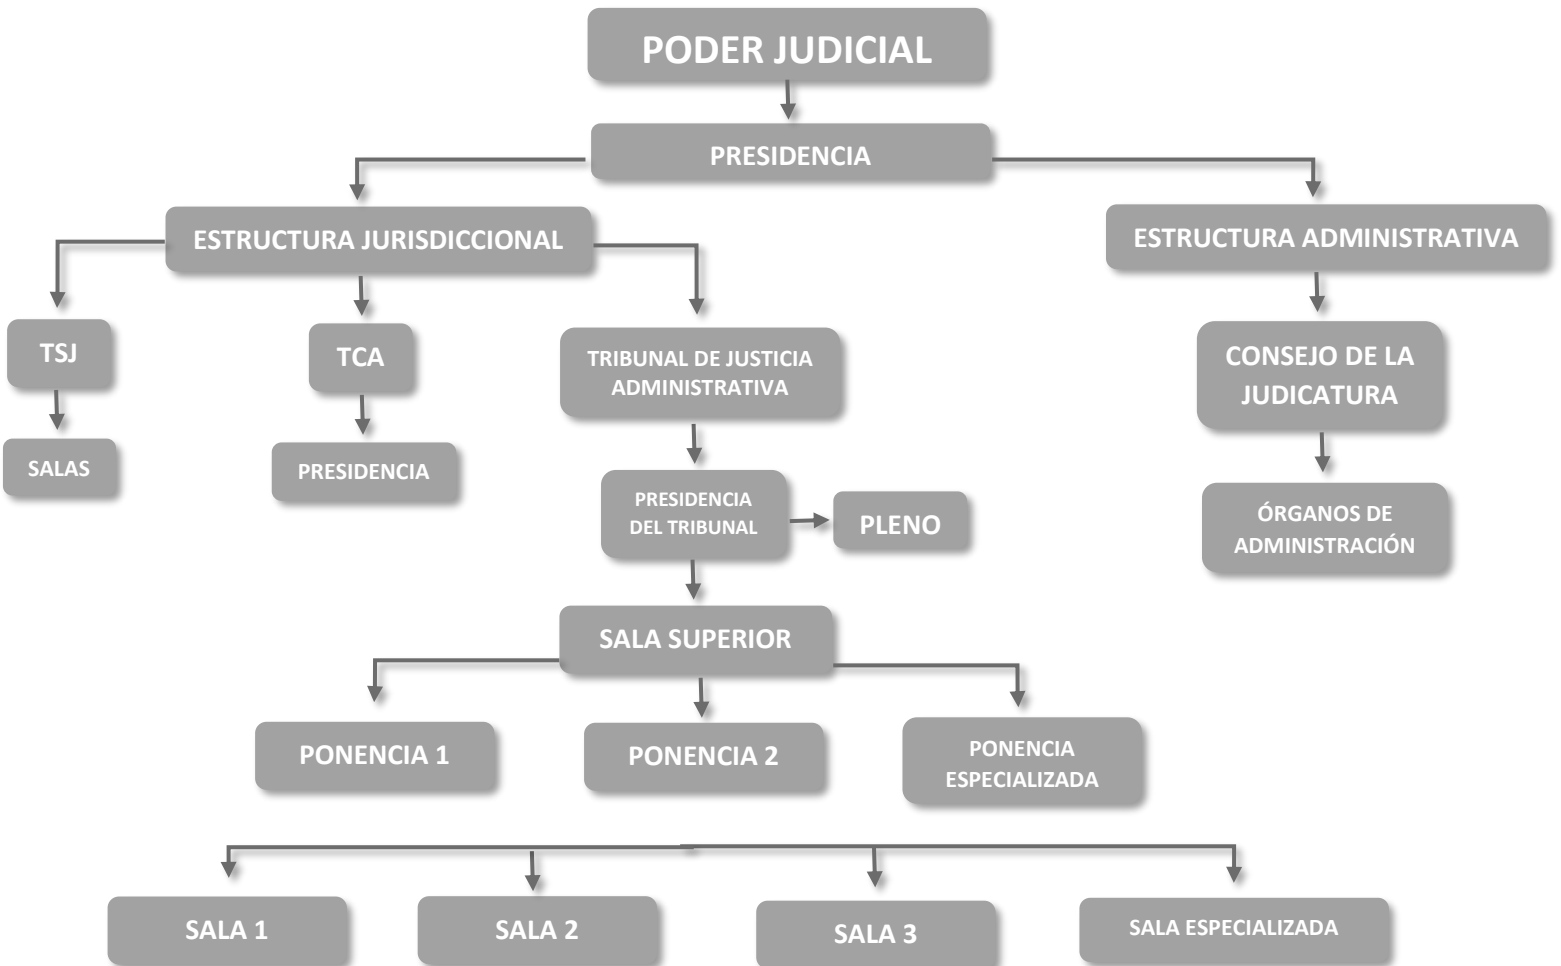 PODER JUDICIAL
PRESIDENCIA
ESTRUCTURA JURISDICCIONAL
ESTRUCTURA ADMINISTRATIVA
TSJ
TCA
TRIBUNAL DE JUSTICIA
ADMINISTRATIVA
CONSEJO DE LA
JUDICATURA
SALAS
PRESIDENCIA
PRESIDENCIA
DEL TRIBUNAL
PLENO
ÓRGANOS DE
ADMINISTRACIÓN
SALA SUPERIOR
PONENCIA 1
PONENCIA 2
PONENCIA
ESPECIALIZADA
SALA 1
SALA 2
SALA 3
SALA ESPECIALIZADA